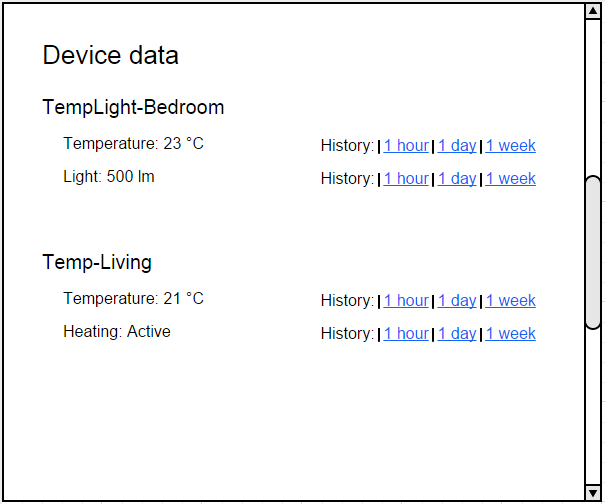 Device data
TempLight-Bedroom
Temperature: 23 °C History: | 1 hour | 1 day | 1 week
Light: 500 lm History: | 1 hour | 1 day | 1 week
Temp-Living
Temperature: 21 °C History: | 1 hour | 1 day | 1 week
Heating: Active History: | 1 hour | 1 day | 1 week